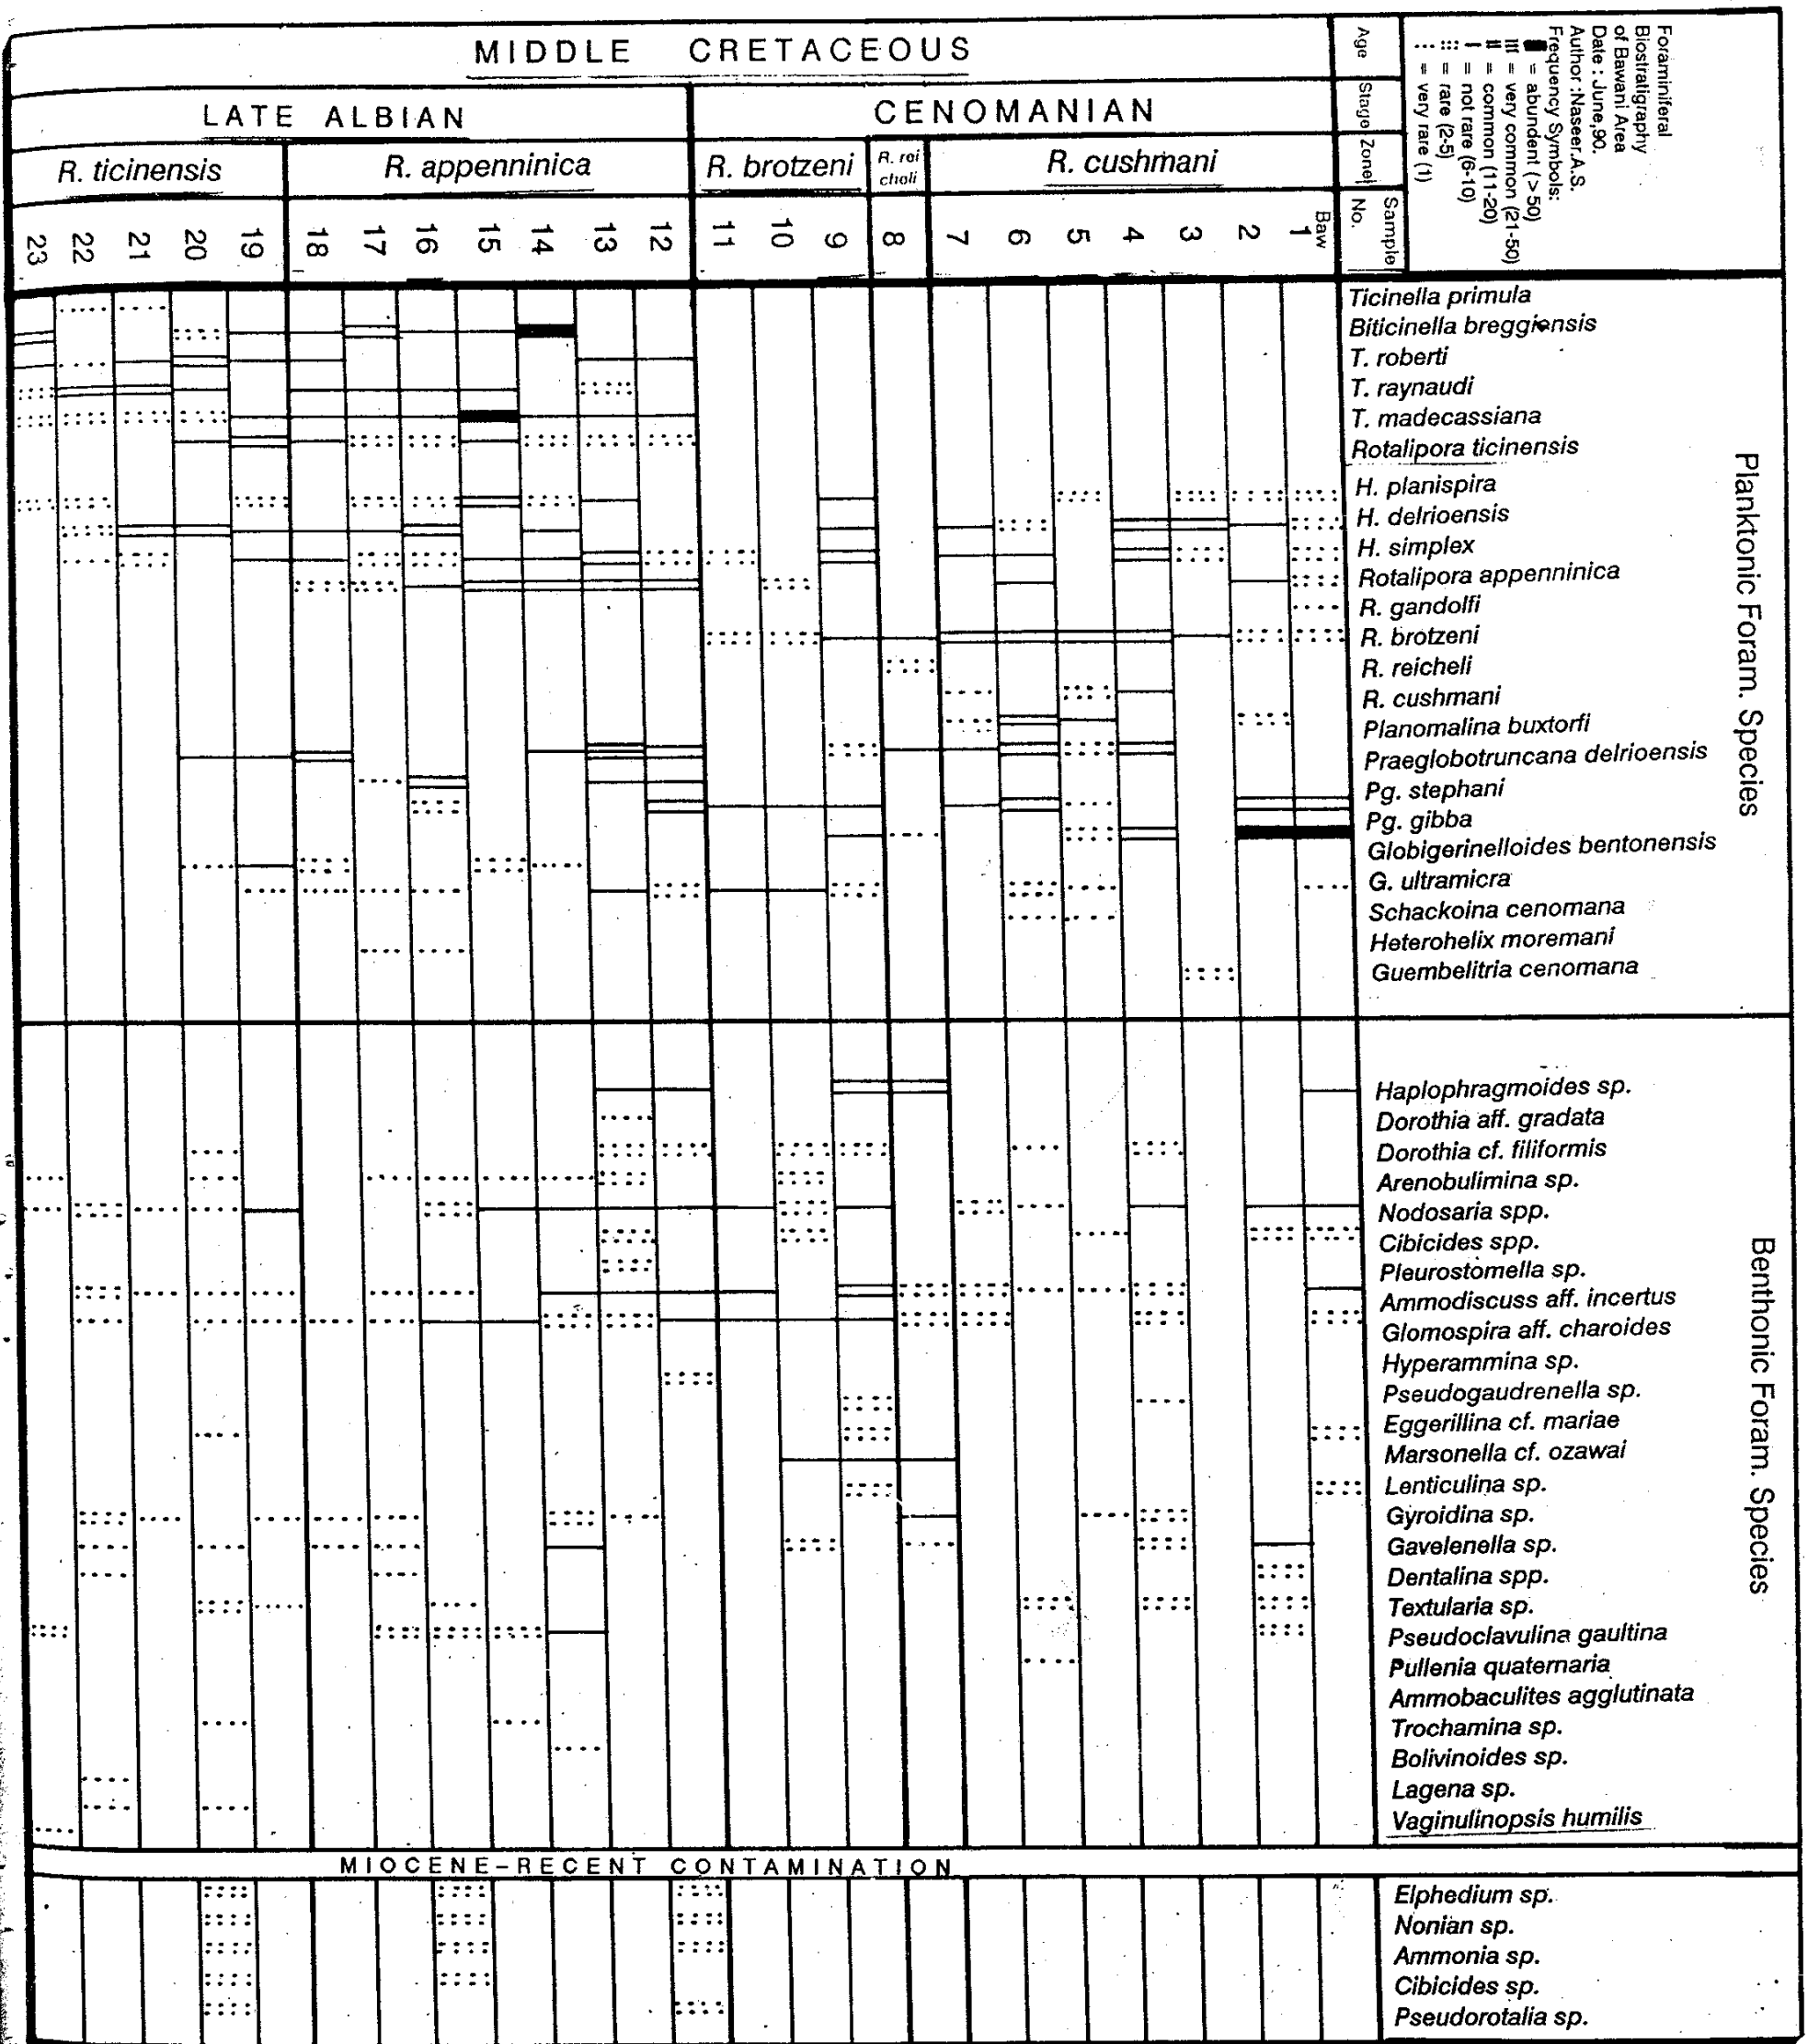 MIDDLE CRETACEOUS
LATE ALBIAN
CENOMANIAN
R. ticinensis
R. appenninica
R. brotzeni
R. rei
choli
R. cushmani
23 22 21 20 19 18 17 16 15 14 13 12 11 10 9 8 7 6 5 4 3 2 1
Baw
Age
Stage
Zone
Sample
No.
Foraminiferal
Biostratigraphy
of Bawani Area
Date : June,90.
Author :Naseer.A.S.
Frequency Symbols:
= abundent (>50)
= very common (21-50)
= common (11-20)
= not rare (6-10)
= rare (2-5)
= very rare (1)
Planktonic Foram. Species
Ticinella primula
Biticinella breggiensis
T. roberti
T. raynaudi
T. madecassiana
Rotalipora ticinensis
H. planispira
H. delrioensis
H. simplex
Rotalipora appenninica
R. gandolfi
R. brotzeni
R. reicheli
R. cushmani
Planomalina buxtorfi
Praeglobotruncana delrioensis
Pg. stephani
Pg. gibba
Globigerinelloides bentonensis
G. ultramicra
Schackoina cenomana
Heterohelix moremani
Guembelitria cenomana
Benthonic Foram. Species
Haplophragmoides sp.
Dorothia aff. gradata
Dorothia cf. filiformis
Arenobulimina sp.
Nodosaria spp.
Cibicides spp.
Pleurostomella sp.
Ammodiscuss aff. incertus
Glomospira aff. charoides
Hyperammina sp.
Pseudogaudrenella sp.
Eggerillina cf. mariae
Marsonella cf. ozawai
Lenticulina sp.
Gyroidina sp.
Gavelenella sp.
Dentalina spp.
Textularia sp.
Pseudoclavulina gaultina
Pullenia quaternaria
Ammobaculites agglutinata
Trochamina sp.
Bolivinoides sp.
Lagena sp.
Vaginulinopsis humilis
MIOCENE-RECENT CONTAMINATION
Elphedium sp.
Nonian sp.
Ammonia sp.
Cibicides sp.
Pseudorotalia sp.